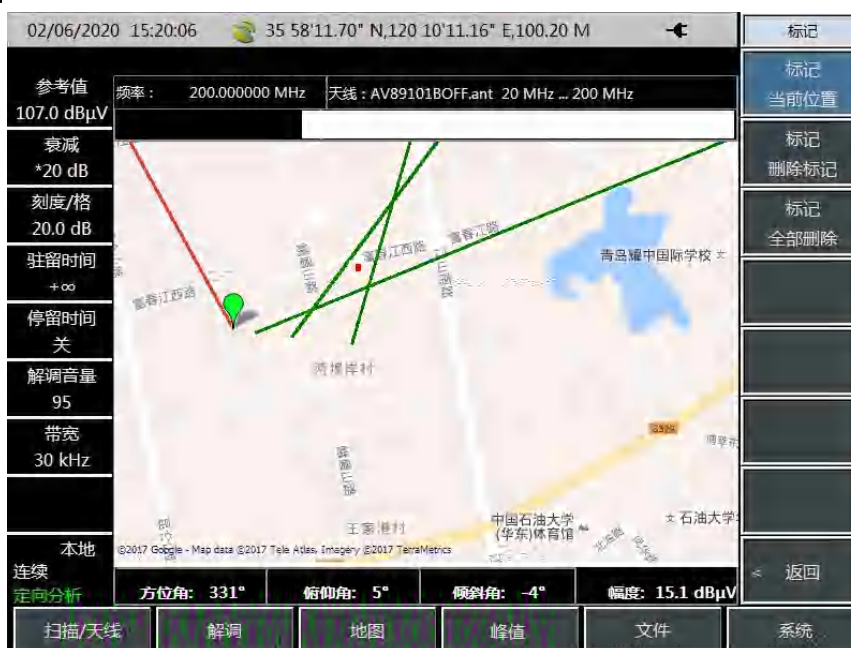 02/06/2020 15:20:06 35 58'11.70" N,120 10'11.16" E,100.20 M
标记
参考值
107.0 dBμV
频率： 200.000000 MHz 天线：AV89101BOFF.ant 20 MHz ... 200 MHz
标记
当前位置
衰减
*20 dB
标记
删除标记
刻度/格
20.0 dB
标记
全部删除
驻留时间
+∞
停留时间
关
解调音量
95
带宽
30 kHz
富春江路
富春江西路
青岛耀中国际学校
富春江西路
王家港村
中国石油大学
(华东)体育馆
石油大学
©2017 Google - Map data ©2017 Tele Atlas, Imagery ©2017 TerraMetrics
本地
连续
定向分析
方位角： 331° 俯仰角： 5° 倾斜角： -4° 幅度： 15.1 dBμV
返回
扫描/天线 解调 地图 峰值 文件 系统